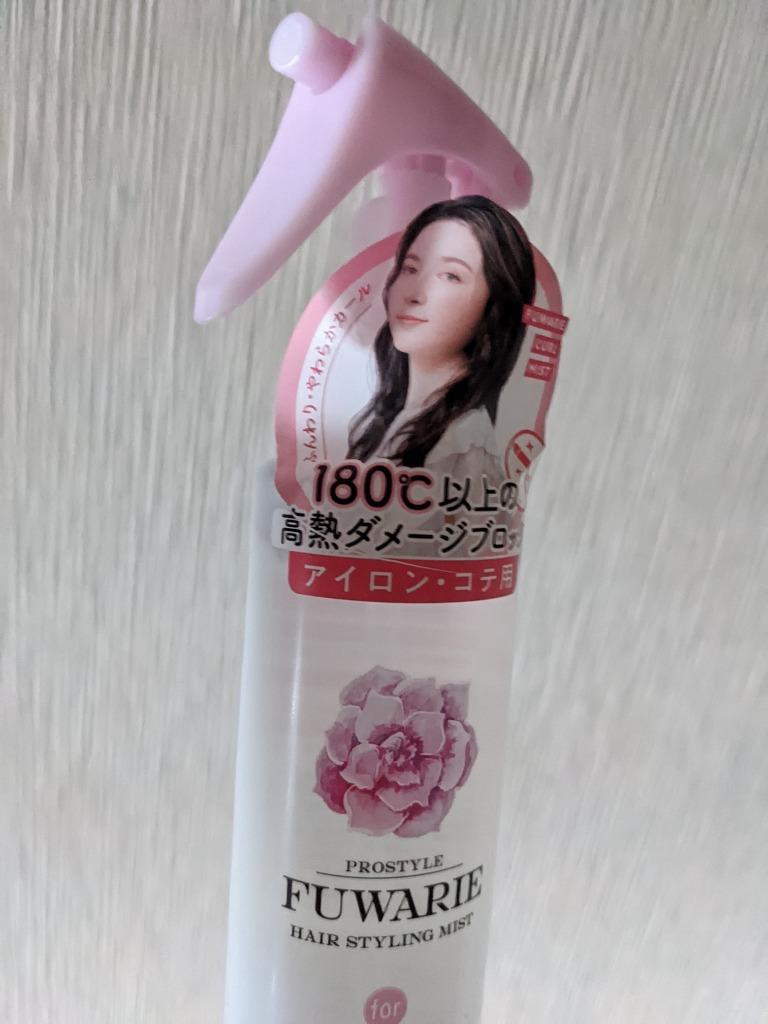 ふんわり・やわらかカール
FUWARIE
CURL
MIST
180℃以上の
高熱ダメージブロ
アイロン・コテ用
PROSTYLE
FUWARIE
HAIR STYLING MIST
for